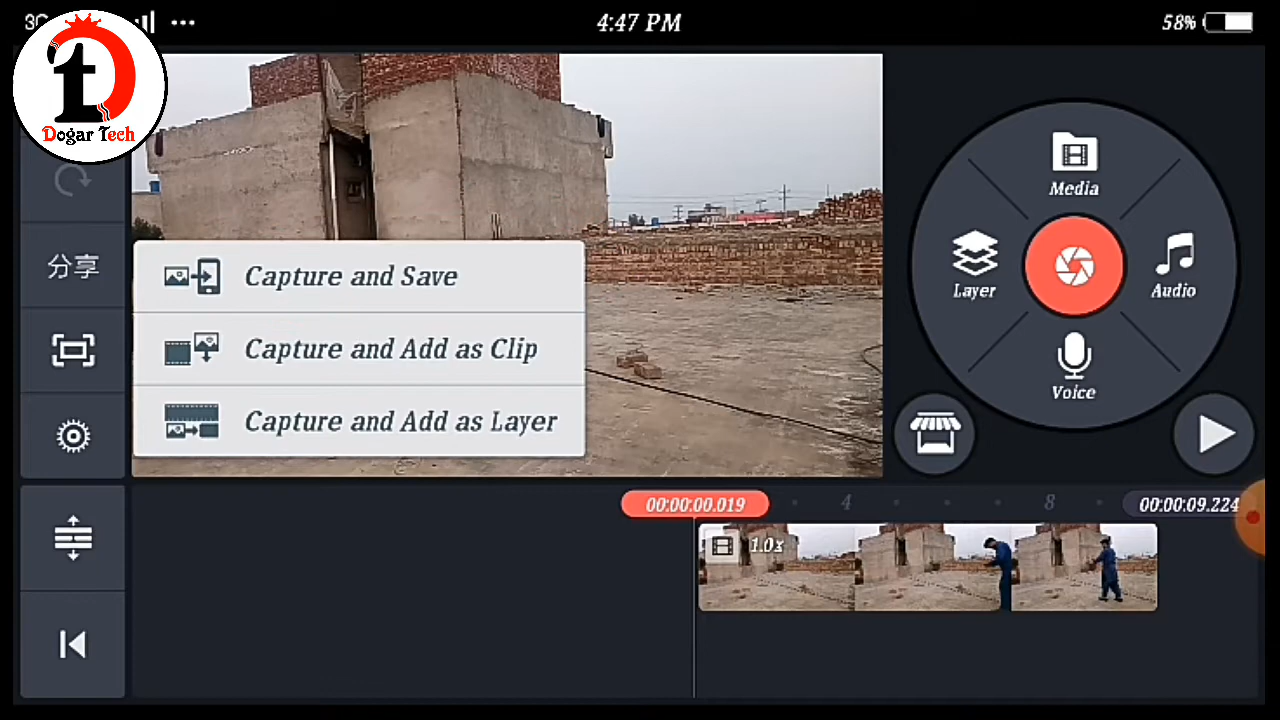 3G
4:47 PM
58%
Dogar Tech
分享
Capture and Save
Capture and Add as Clip
Capture and Add as Layer
Media
Layer
Audio
Voice
00:00:00.019
4
8
00:00:09.224
1.0x